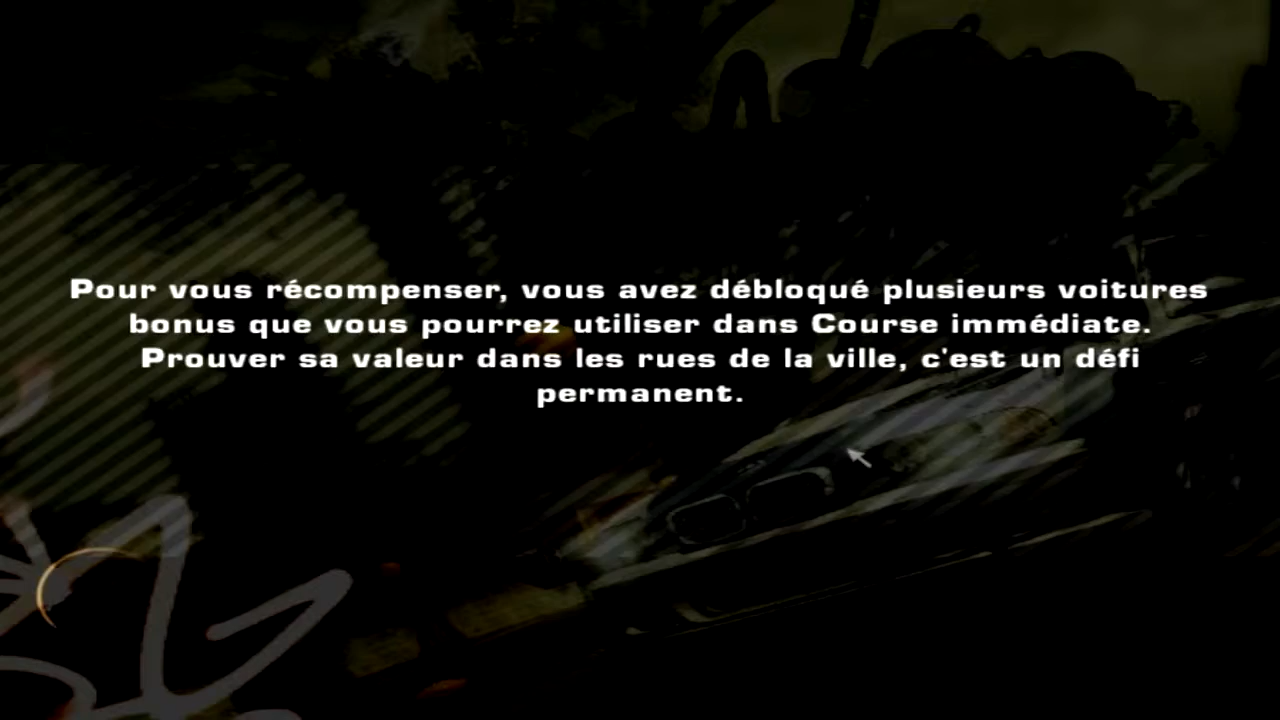 Pour vous récompenser, vous avez débloqué plusieurs voitures
bonus que vous pourrez utiliser dans Course immédiate.
Prouver sa valeur dans les rues de la ville, c'est un défi
permanent.